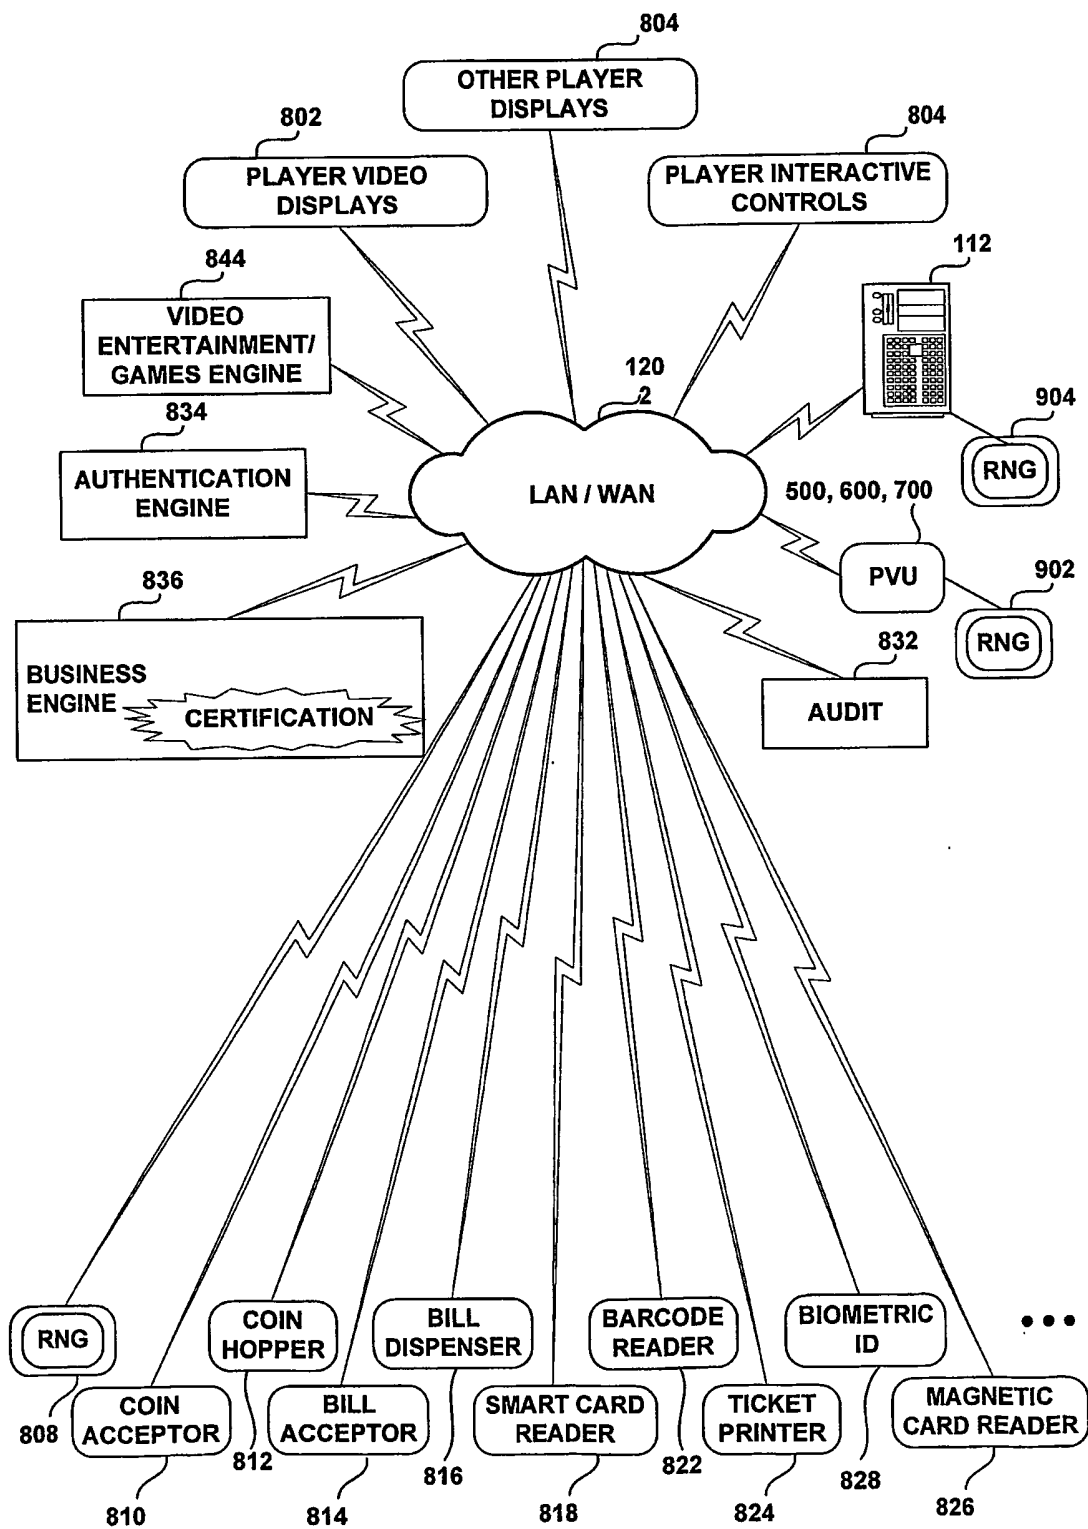 804
OTHER PLAYER
DISPLAYS
802
PLAYER VIDEO
DISPLAYS
804
PLAYER INTERACTIVE
CONTROLS
844
VIDEO
ENTERTAINMENT/
GAMES ENGINE
112
120
2
904
RNG
834
AUTHENTICATION
ENGINE
LAN / WAN
500, 600, 700
PVU
902
RNG
836
BUSINESS
ENGINE
CERTIFICATION
832
AUDIT
RNG
808
COIN
ACCEPTOR
810
COIN
HOPPER
812
BILL
ACCEPTOR
814
BILL
DISPENSER
816
SMART CARD
READER
818
BARCODE
READER
822
TICKET
PRINTER
824
BIOMETRIC
ID
828
MAGNETIC
CARD READER
826
•••